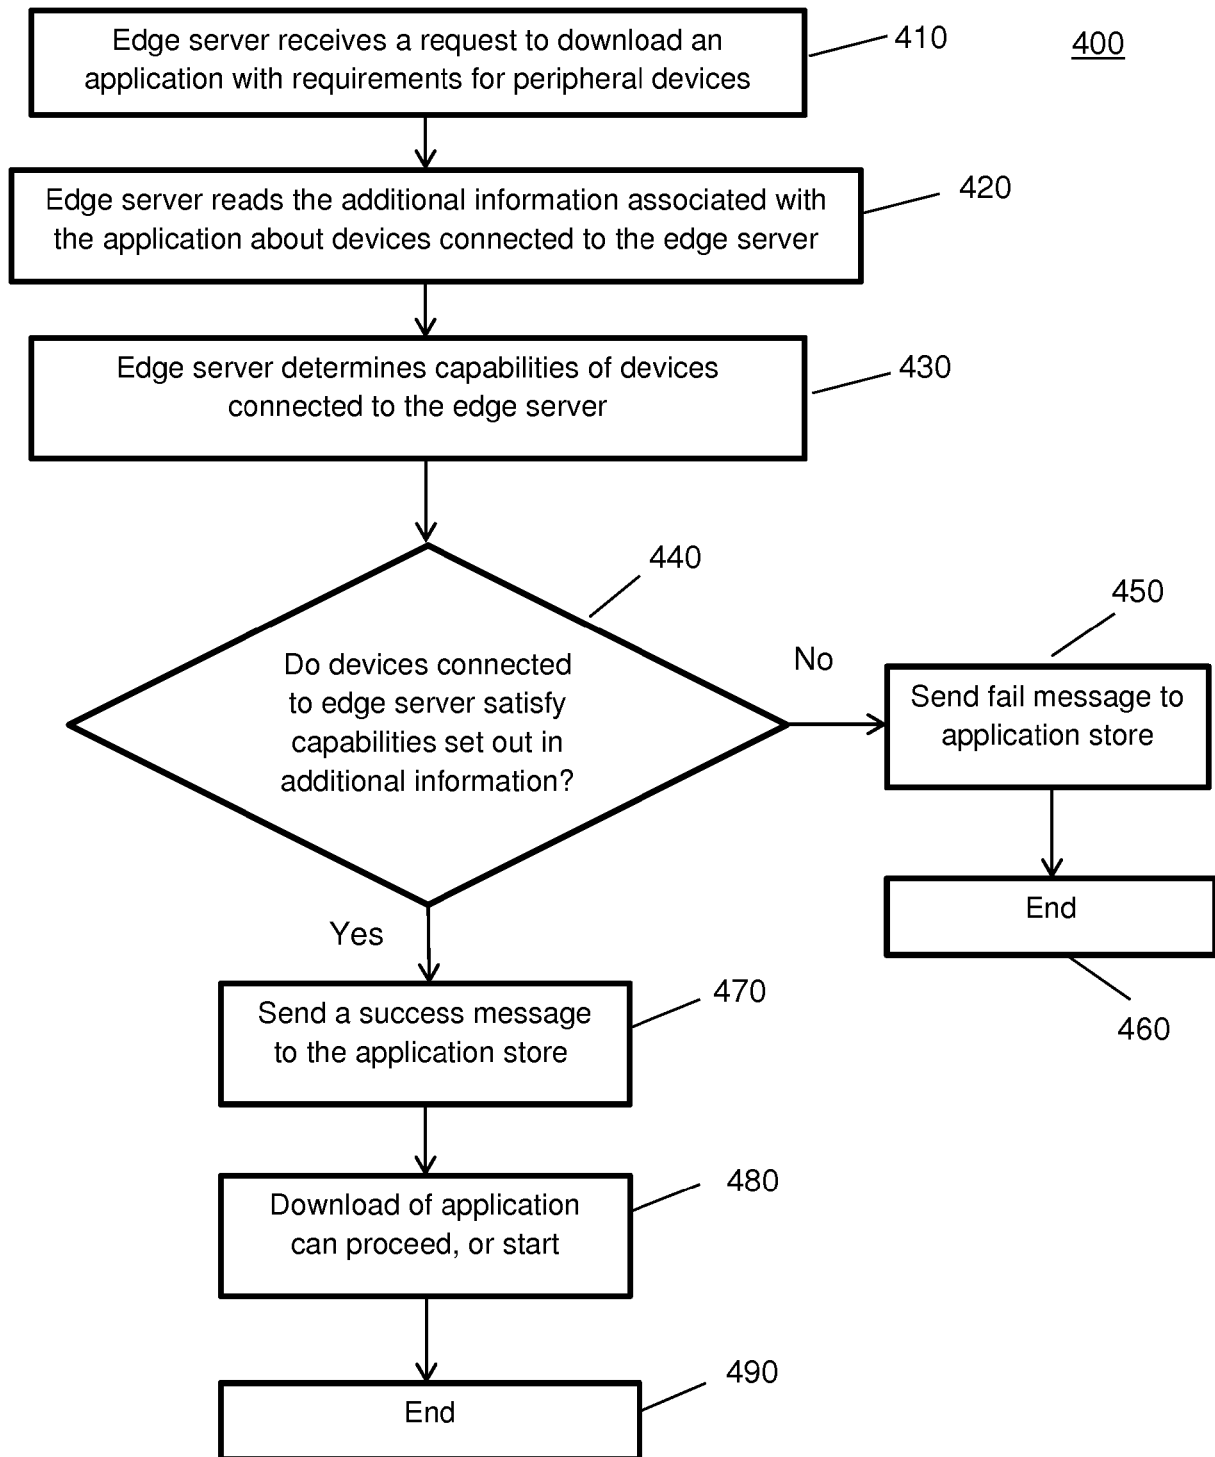 Edge server receives a request to download an
application with requirements for peripheral devices
410
400
Edge server reads the additional information associated with
the application about devices connected to the edge server
420
Edge server determines capabilities of devices
connected to the edge server
430
440
Do devices connected
to edge server satisfy
capabilities set out in
additional information?
No
450
Send fail message to
application store
End
460
Yes
Send a success message
to the application store
470
Download of application
can proceed, or start
480
End
490